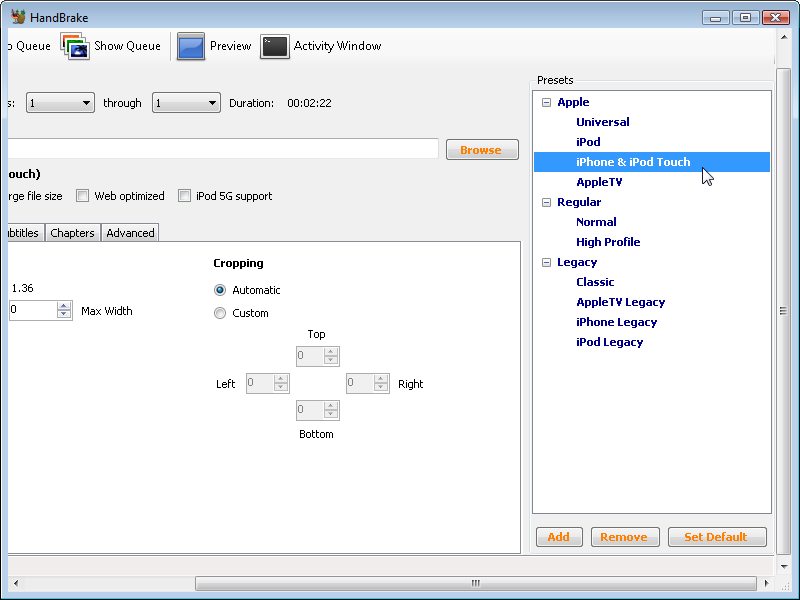 HandBrake
o Queue Show Queue Preview Activity Window
Presets
s: 1 through 1 Duration: 00:02:22
Browse
ouch)
rge file size Web optimized iPod 5G support
btitles Chapters Advanced
Cropping
1.36 Automatic
0 Max Width Custom
Top
0
Left 0 0 Right
0
Bottom
Apple
Universal
iPod
iPhone & iPod Touch
AppleTV
Regular
Normal
High Profile
Legacy
Classic
AppleTV Legacy
iPhone Legacy
iPod Legacy
Add Remove Set Default